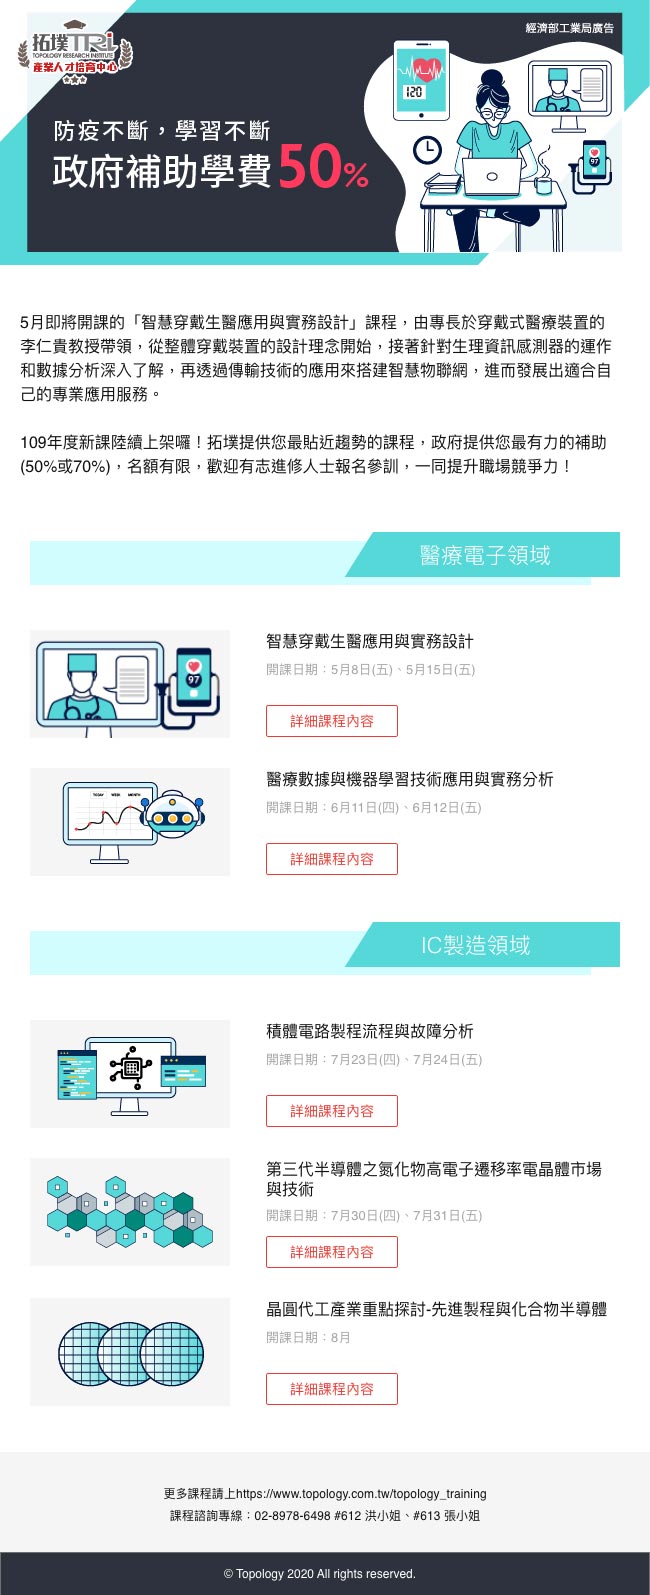 經濟部工業局廣告
拓墣TTRi
TOPOLOGY RESEARCH INSTITUTE
產業人才培育中心
120
97
防疫不斷，學習不斷
政府補助學費50%
5月即將開課的「智慧穿戴生醫應用與實務設計」課程，由專長於穿戴式醫療裝置的
李仁貴教授帶領，從整體穿戴裝置的設計理念開始，接著針對生理資訊感測器的運作
和數據分析深入了解，再透過傳輸技術的應用來搭建智慧物聯網，進而發展出適合自
己的專業應用服務。
109年度新課陸續上架囉！拓墣提供您最貼近趨勢的課程，政府提供您最有力的補助
(50%或70%)，名額有限，歡迎有志進修人士報名參訓，一同提升職場競爭力！
醫療電子領域
97
智慧穿戴生醫應用與實務設計
開課日期：5月8日(五)、5月15日(五)
詳細課程內容
TODAY WEEK MONTH
醫療數據與機器學習技術應用與實務分析
開課日期：6月11日(四)、6月12日(五)
詳細課程內容
IC製造領域
積體電路製程流程與故障分析
開課日期：7月23日(四)、7月24日(五)
詳細課程內容
第三代半導體之氮化物高電子遷移率電晶體市場
與技術
開課日期：7月30日(四)、7月31日(五)
詳細課程內容
晶圓代工產業重點探討-先進製程與化合物半導體
開課日期：8月
詳細課程內容
更多課程請上https://www.topology.com.tw/topology_training
課程諮詢專線：02-8978-6498 #612 洪小姐、#613 張小姐
© Topology 2020 All rights reserved.